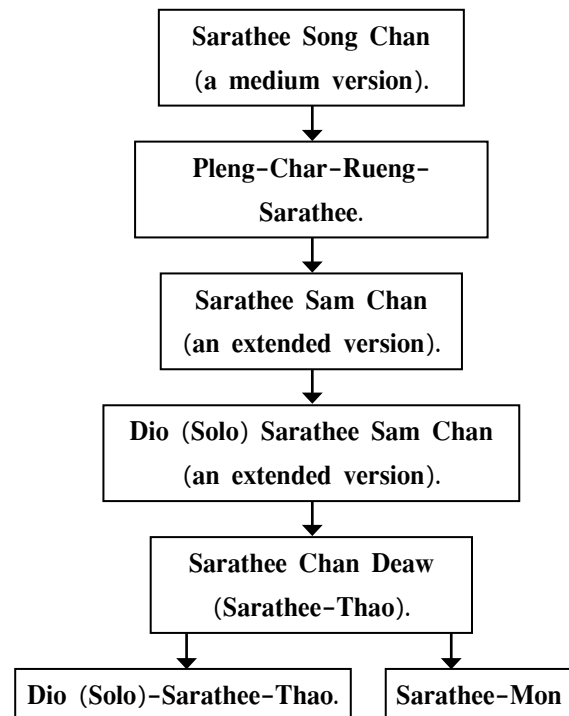 Sarathee Song Chan
(a medium version).
Pleng-Char-Rueng-
Sarathee.
Sarathee Sam Chan
(an extended version).
Dio (Solo) Sarathee Sam Chan
(an extended version).
Sarathee Chan Deaw
(Sarathee-Thao).
Dio (Solo)-Sarathee-Thao.
Sarathee-Mon